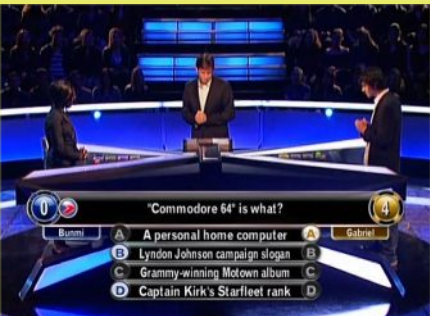 0
"Commodore 64" is what?
4
Bunmi
Gabriel
A A personal home computer A
B Lyndon Johnson campaign slogan B
C Grammy-winning Motown album C
D Captain Kirk's Starfleet rank D